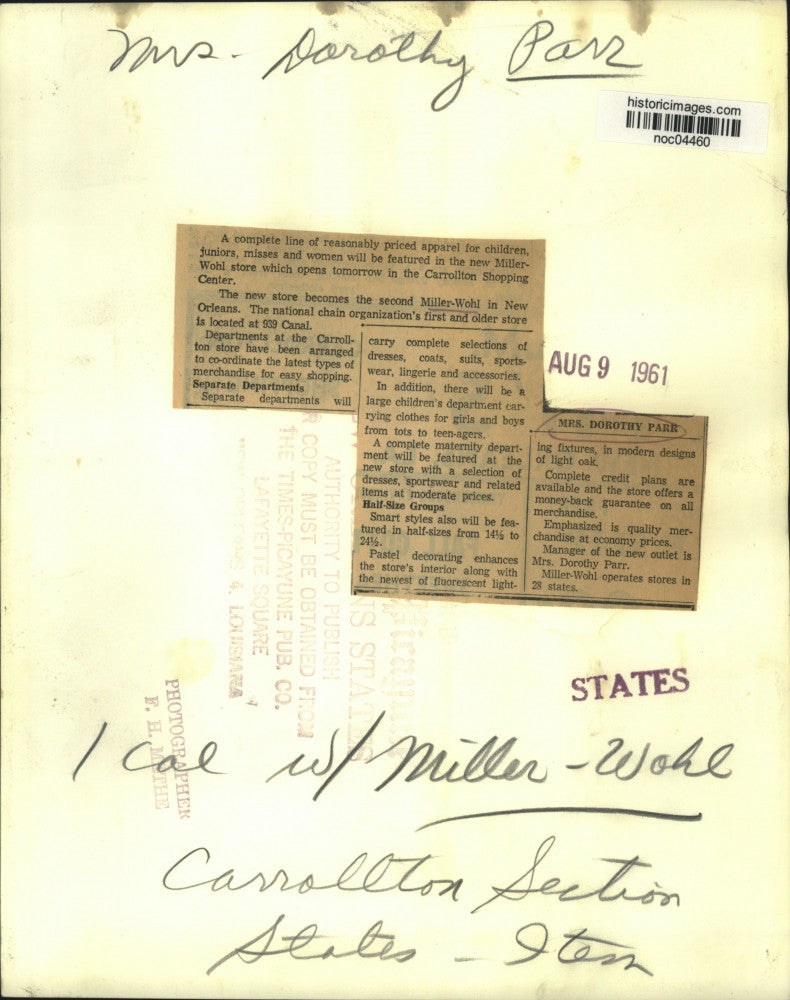 Mrs. Dorothy Parr
historicimages.com
noc04460
A complete line of reasonably priced apparel for children,
juniors, misses and women will be featured in the new Miller-
Wohl store which opens tomorrow in the Carrollton Shopping
Center.
The new store becomes the second Miller-Wohl in New
Orleans. The national chain organization's first and older store
is located at 939 Canal.
Departments at the Carroll-
ton store have been arranged
to co-ordinate the latest types of
merchandise for easy shopping.
Separate Departments
Separate departments will
carry complete selections of
dresses, coats, suits, sports-
wear, lingerie and accessories.
In addition, there will be a
large children's department car-
rying clothes for girls and boys
from tots to teen-agers.
A complete maternity depart-
ment will be featured at the
new store with a selection of
dresses, sportswear and related
items at moderate prices.
Half-Size Groups
Smart styles also will be fea-
tured in half-sizes from 14½ to
24½.
Pastel decorating enhances
the store's interior along with
the newest of fluorescent light-
MRS. DOROTHY PARR
ing fixtures, in modern designs
of light oak.
Complete credit plans are
available and the store offers a
money-back guarantee on all
merchandise.
Emphasized is quality mer-
chandise at economy prices.
Manager of the new outlet is
Mrs. Dorothy Parr.
Miller-Wohl operates stores in
28 states.
AUG 9 1961
NS STATES
AUTHORITY TO PUBLISH
R COPY MUST BE OBTAINED FROM
THE TIMES-PICAYUNE PUB. CO.
LAFAYETTE SQUARE
LOUISIANA
PHOTOGRAPHER
STATES
1 Col w/ Miller-Wohl
Carrollton Section
States - Item